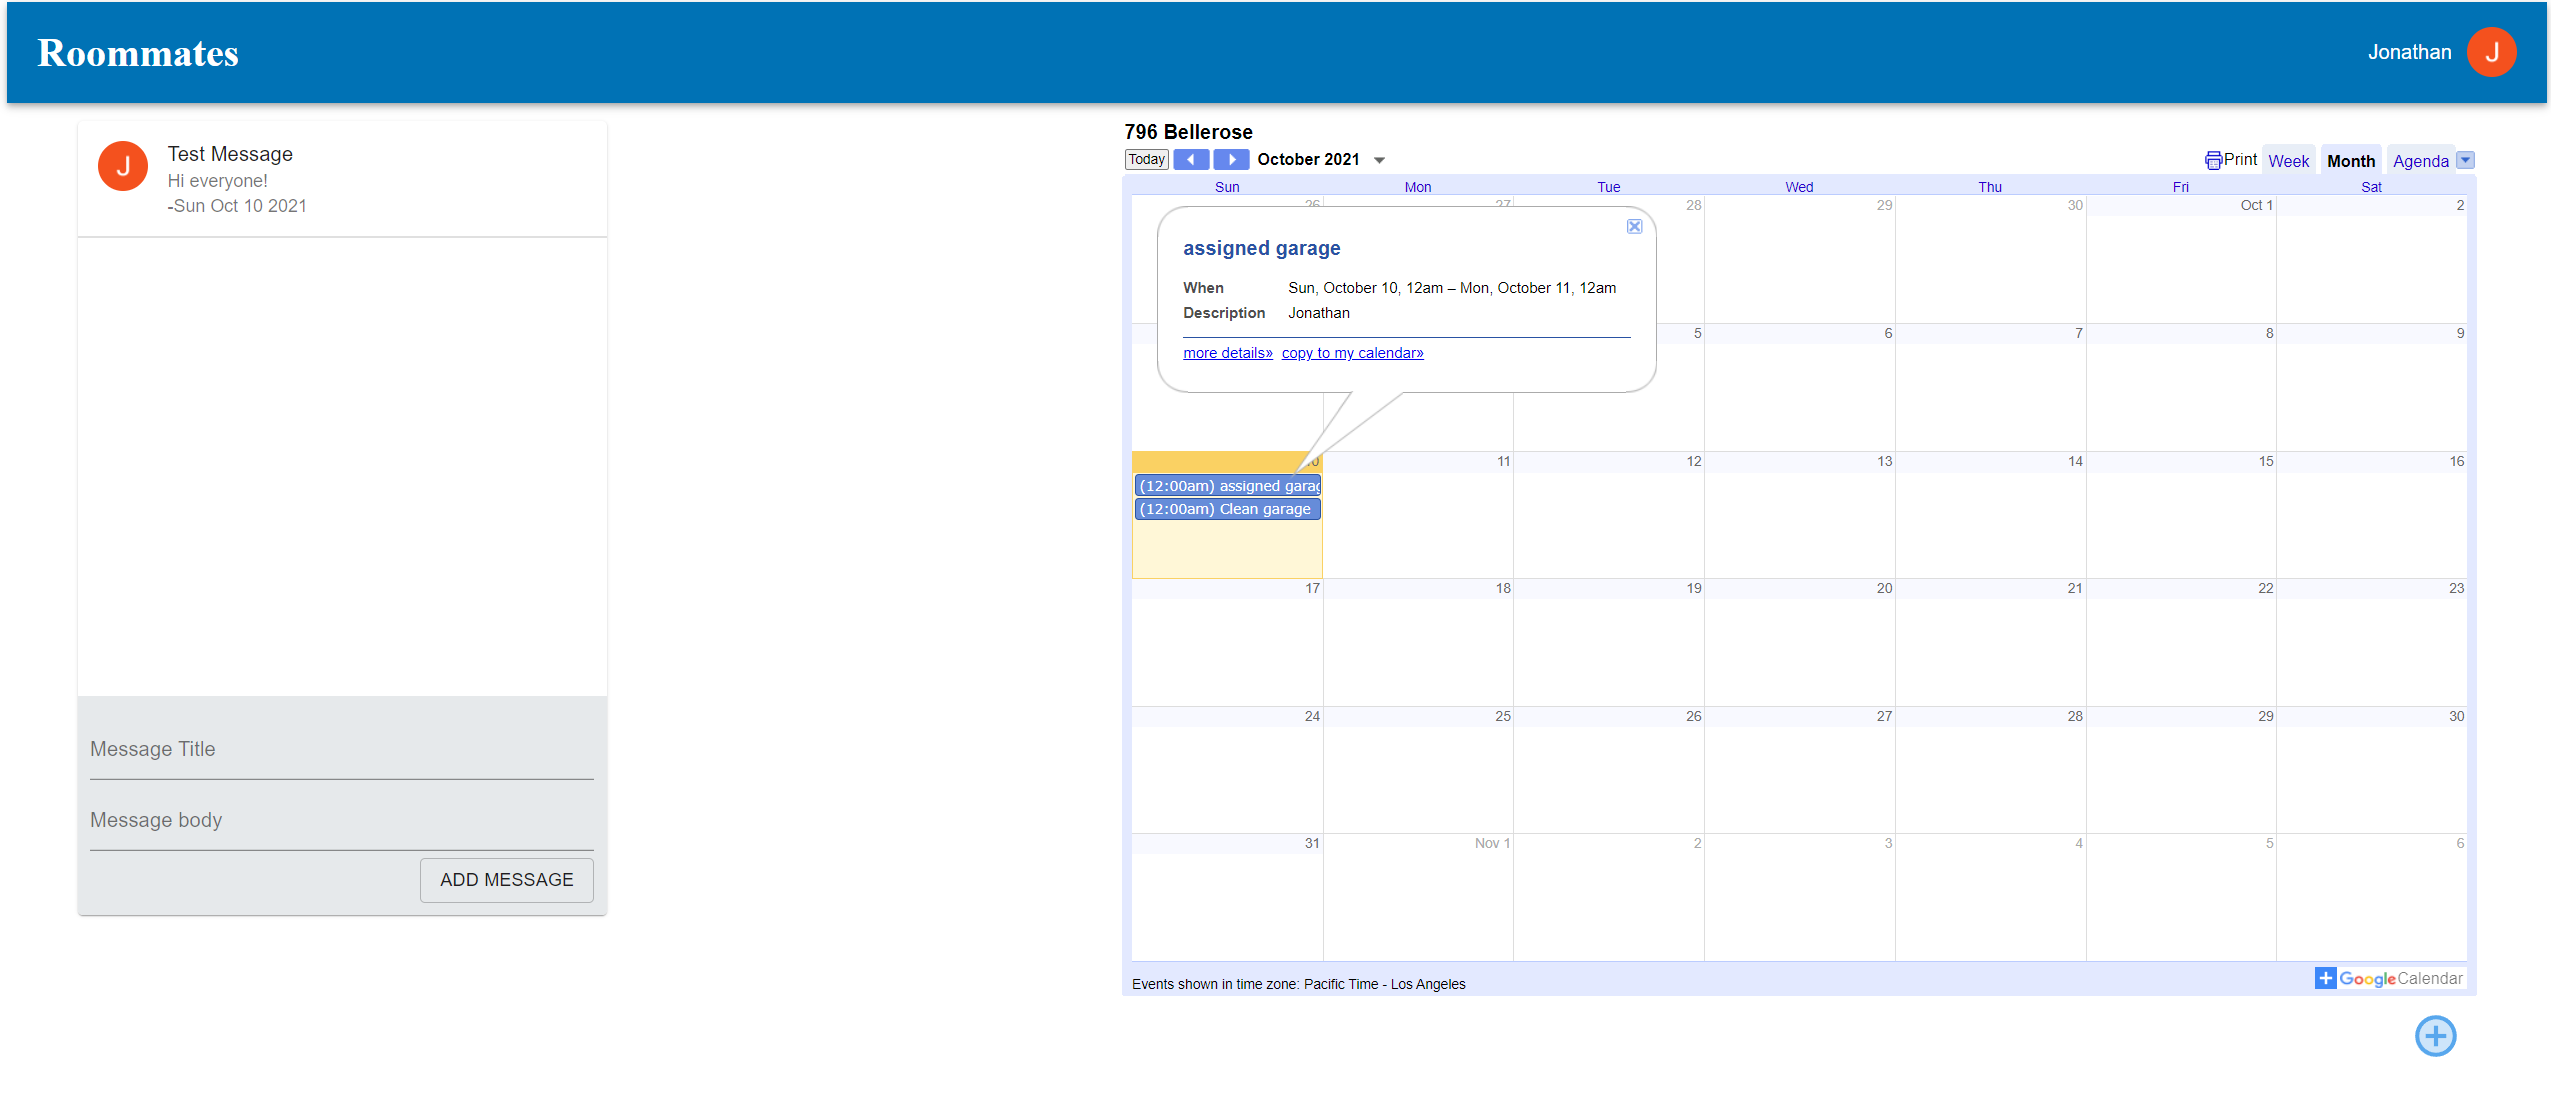 Roommates
Jonathan
J
J
Test Message
Hi everyone!
-Sun Oct 10 2021
Message Title
Message body
ADD MESSAGE
796 Bellerose
Today
October 2021
Print Week Month Agenda
Sun Mon Tue Wed Thu Fri Sat
26 27 28 29 30 Oct 1 2
assigned garage
When Sun, October 10, 12am – Mon, October 11, 12am
Description Jonathan
more details» copy to my calendar»
5 6 7 8 9
11 12 13 14 15 16
(12:00am) assigned garag
(12:00am) Clean garage
17 18 19 20 21 22 23
24 25 26 27 28 29 30
31 Nov 1 2 3 4 5 6
Events shown in time zone: Pacific Time - Los Angeles
Google Calendar